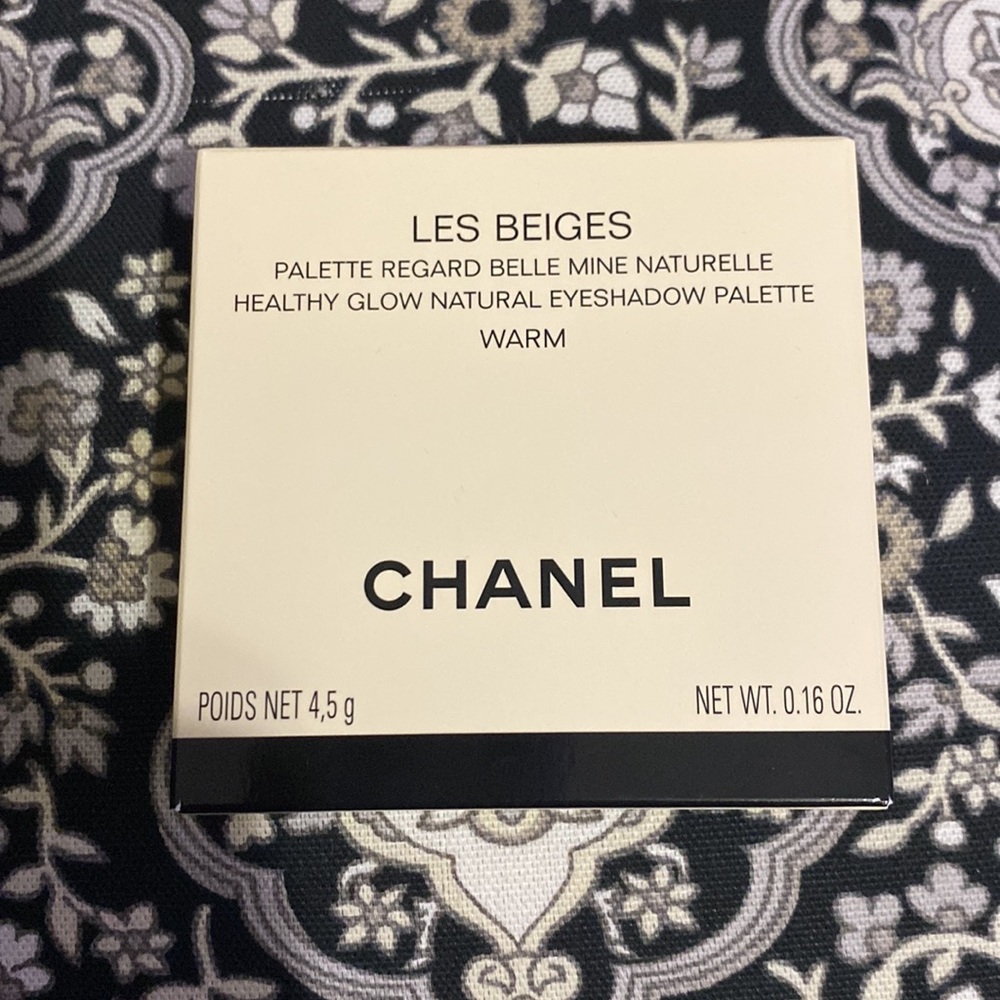 LES BEIGES
PALETTE REGARD BELLE MINE NATURELLE
HEALTHY GLOW NATURAL EYESHADOW PALETTE
WARM
CHANEL
POIDS NET 4,5 g NET WT. 0.16 OZ.